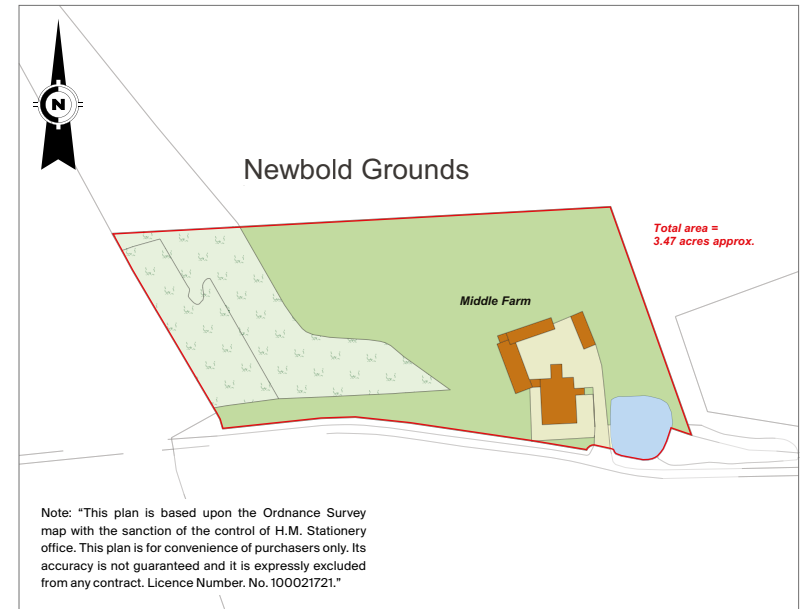 N
Newbold Grounds
Total area =
3.47 acres approx.
Middle Farm
Note: “This plan is based upon the Ordnance Survey
map with the sanction of the control of H.M. Stationery
office. This plan is for convenience of purchasers only. Its
accuracy is not guaranteed and it is expressly excluded
from any contract. Licence Number. No. 100021721.”